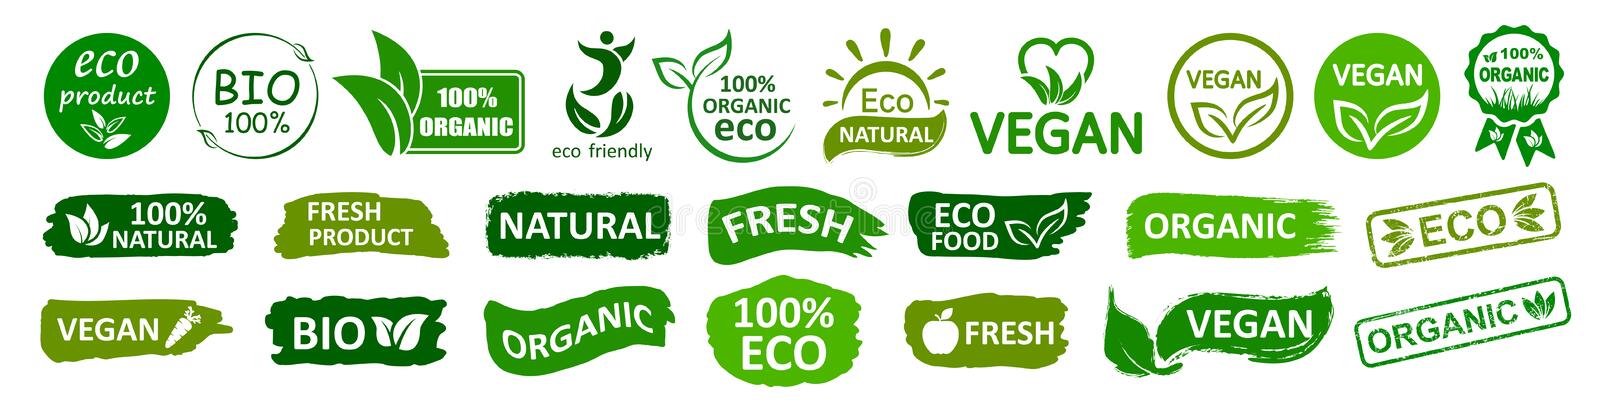 eco
product
BIO
100%
100%
ORGANIC
eco friendly
100%
ORGANIC
eco
Eco
NATURAL
VEGAN
VEGAN
VEGAN
100%
ORGANIC
100%
NATURAL
FRESH
PRODUCT
NATURAL
FRESH
ECO
FOOD
ORGANIC
ECO
VEGAN
BIO
ORGANIC
100%
ECO
FRESH
VEGAN
ORGANIC